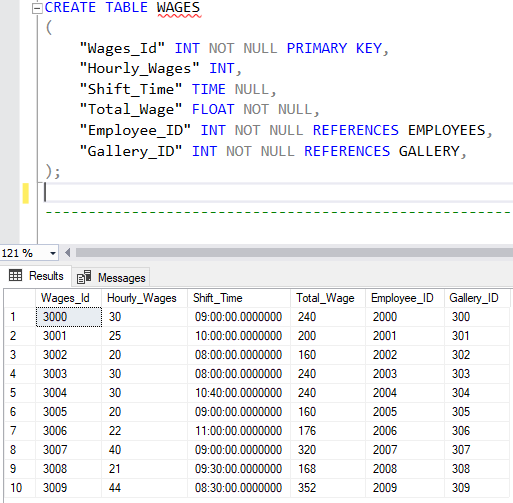 CREATE TABLE WAGES
(
"Wages_Id" INT NOT NULL PRIMARY KEY,
"Hourly_Wages" INT,
"Shift_Time" TIME NULL,
"Total_Wage" FLOAT NOT NULL,
"Employee_ID" INT NOT NULL REFERENCES EMPLOYEES,
"Gallery_ID" INT NOT NULL REFERENCES GALLERY,
);
121 %
Results Messages
Wages_Id Hourly_Wages Shift_Time Total_Wage Employee_ID Gallery_ID
1 3000 30 09:00:00.0000000 240 2000 300
2 3001 25 10:00:00.0000000 200 2001 301
3 3002 20 08:00:00.0000000 160 2002 302
4 3003 30 08:00:00.0000000 240 2003 303
5 3004 30 10:40:00.0000000 240 2004 304
6 3005 20 09:00:00.0000000 160 2005 305
7 3006 22 11:00:00.0000000 176 2006 306
8 3007 40 09:00:00.0000000 320 2007 307
9 3008 21 09:30:00.0000000 168 2008 308
10 3009 44 08:30:00.0000000 352 2009 309